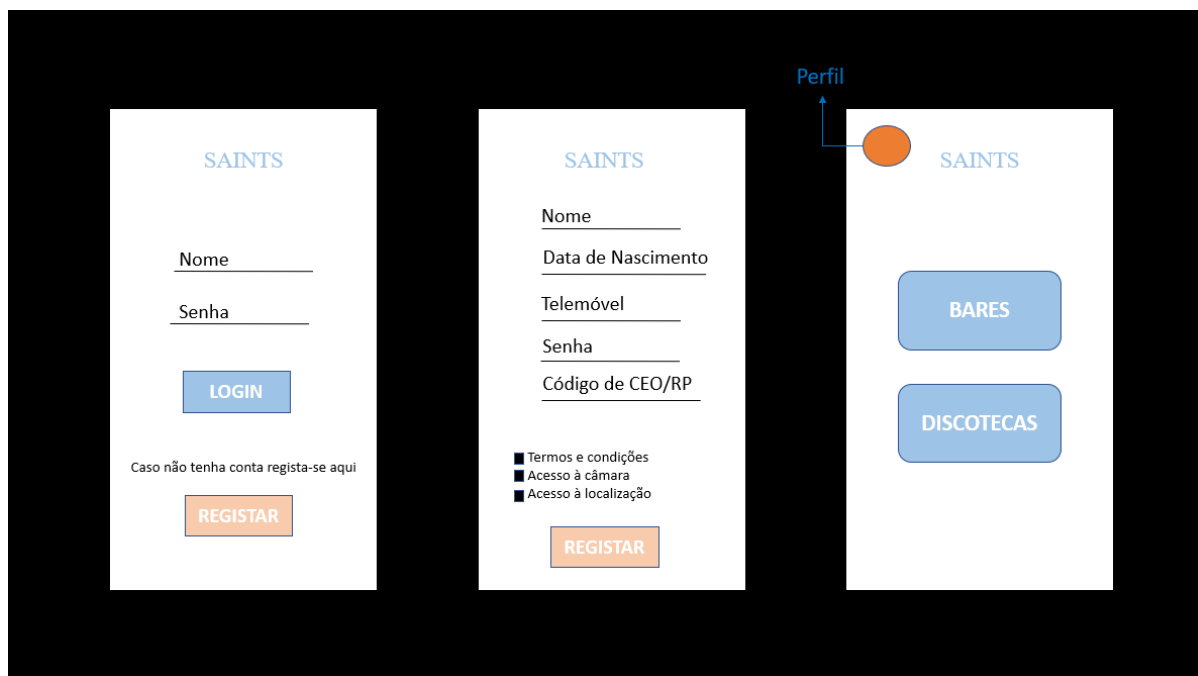 Perfil
SAINTS
Nome
Senha
LOGIN
Caso não tenha conta regista-se aqui
REGISTAR
SAINTS
Nome
Data de Nascimento
Telemóvel
Senha
Código de CEO/RP
Termos e condições
Acesso à câmara
Acesso à localização
REGISTAR
SAINTS
BARES
DISCOTECAS